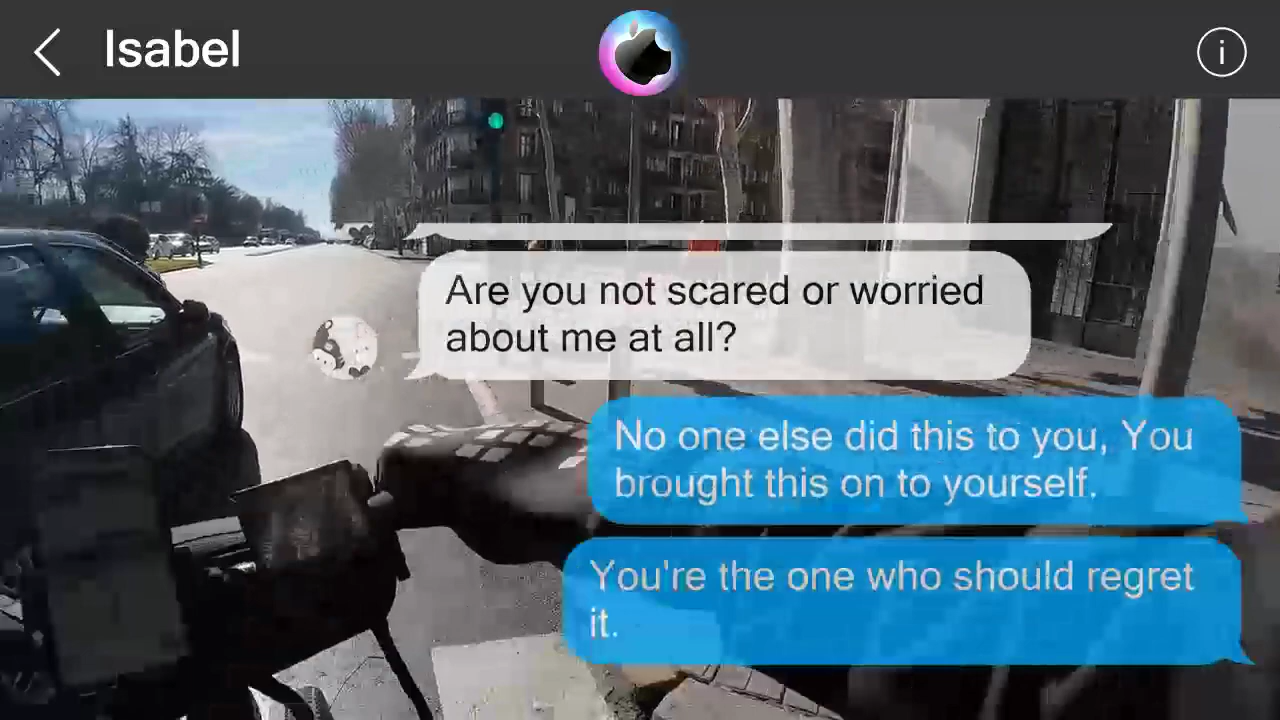 Isabel
i
Are you not scared or worried
about me at all?
No one else did this to you, You
brought this on to yourself.
You're the one who should regret
it.